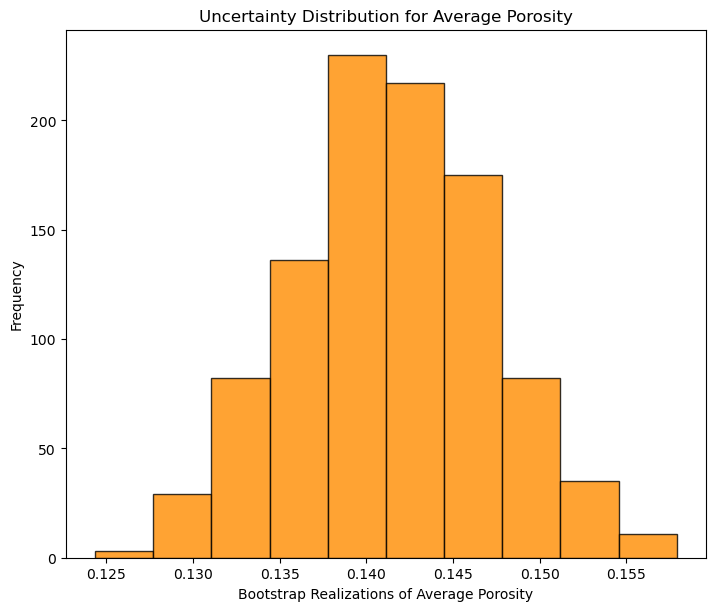 Uncertainty Distribution for Average Porosity
Frequency
200
150
100
50
0
0.125 0.130 0.135 0.140 0.145 0.150 0.155
Bootstrap Realizations of Average Porosity